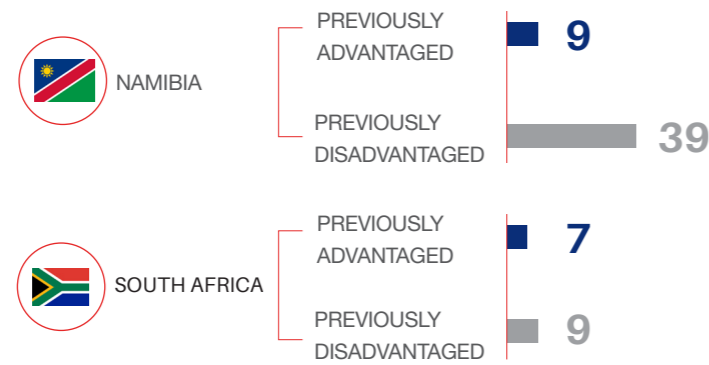 NAMIBIA
PREVIOUSLY
ADVANTAGED
9
PREVIOUSLY
DISADVANTAGED
39
SOUTH AFRICA
PREVIOUSLY
ADVANTAGED
7
PREVIOUSLY
DISADVANTAGED
9